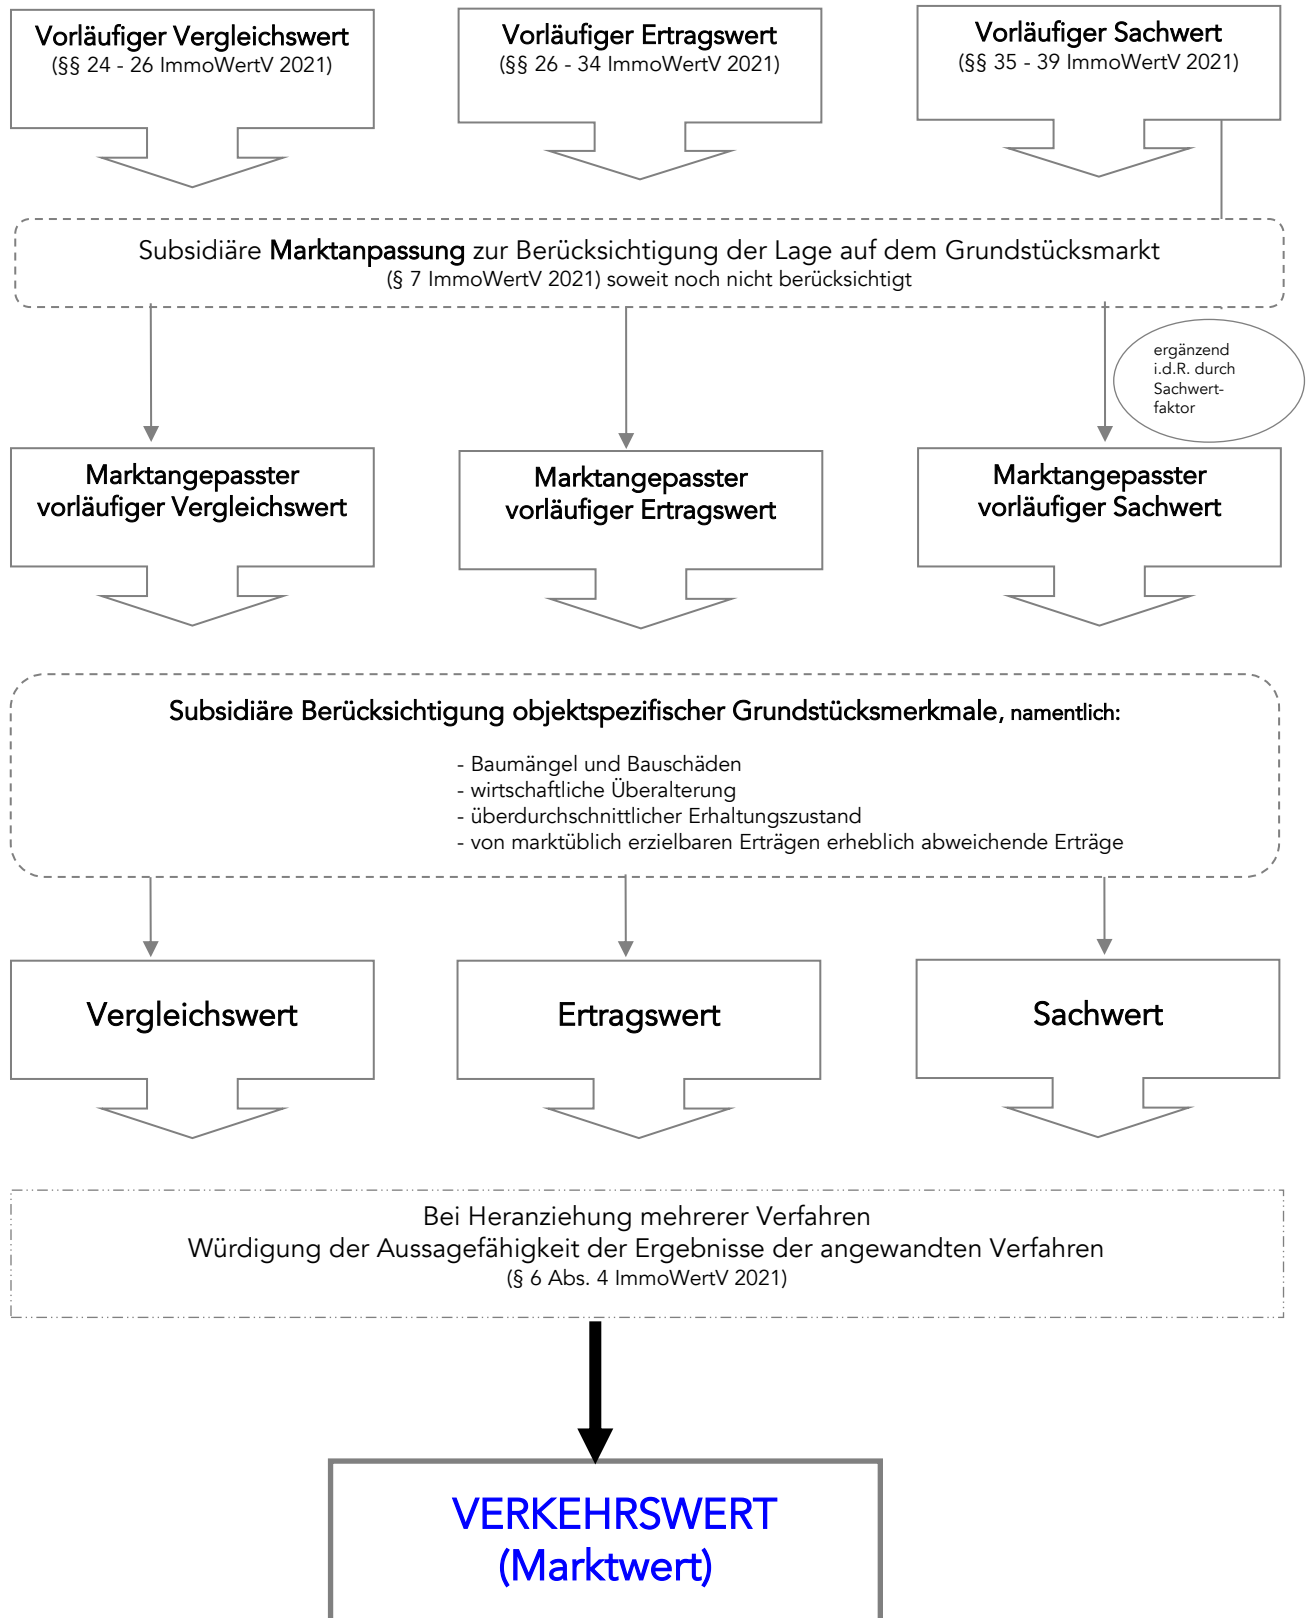 Vorläufiger Vergleichswert
(§§ 24 - 26 ImmoWertV 2021)
Vorläufiger Ertragswert
(§§ 26 - 34 ImmoWertV 2021)
Vorläufiger Sachwert
(§§ 35 - 39 ImmoWertV 2021)
Subsidiäre Marktanpassung zur Berücksichtigung der Lage auf dem Grundstücksmarkt
(§ 7 ImmoWertV 2021) soweit noch nicht berücksichtigt
ergänzend
i.d.R. durch
Sachwert-
faktor
Marktangepasster
vorläufiger Vergleichswert
Marktangepasster
vorläufiger Ertragswert
Marktangepasster
vorläufiger Sachwert
Subsidiäre Berücksichtigung objektspezifischer Grundstücksmerkmale, namentlich:
- Baumängel und Bauschäden
- wirtschaftliche Überalterung
- überdurchschnittlicher Erhaltungszustand
- von marktüblich erzielbaren Erträgen erheblich abweichende Erträge
Vergleichswert
Ertragswert
Sachwert
Bei Heranziehung mehrerer Verfahren
Würdigung der Aussagefähigkeit der Ergebnisse der angewandten Verfahren
(§ 6 Abs. 4 ImmoWertV 2021)
VERKEHRSWERT
(Marktwert)